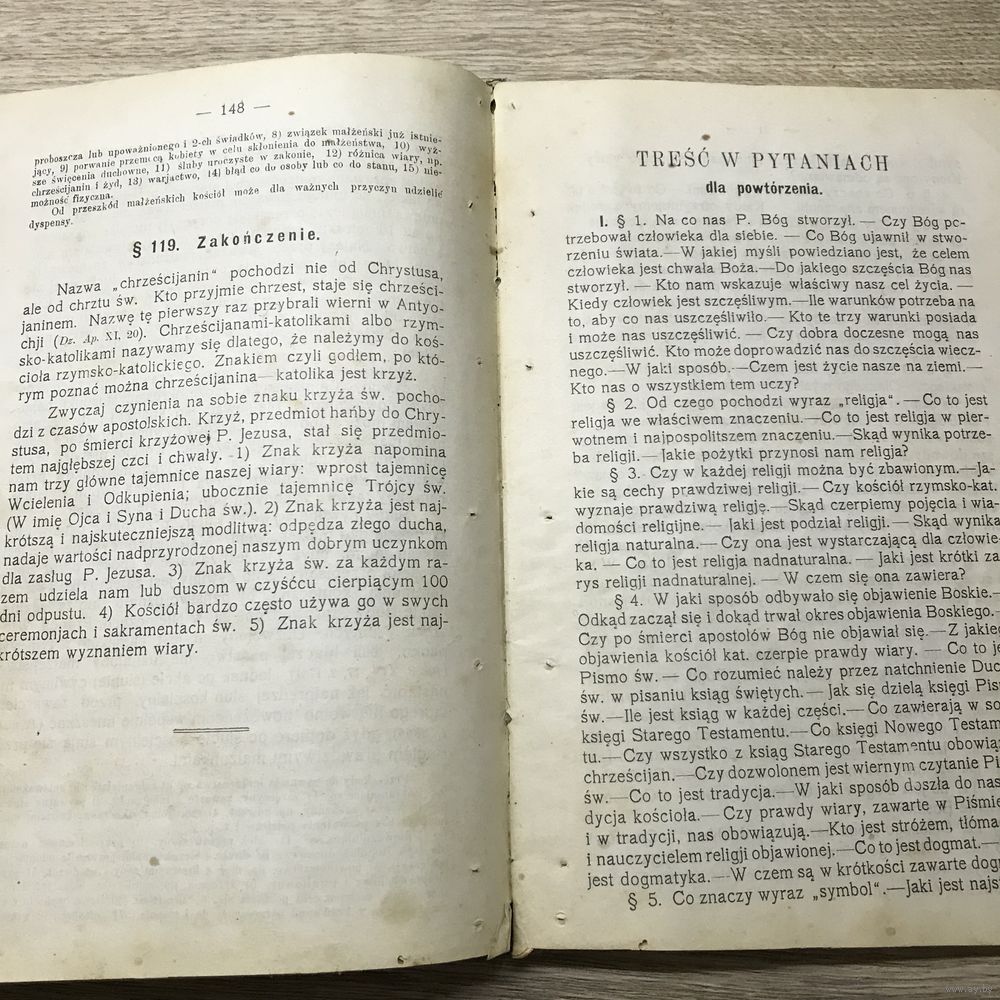 — 148 —
proboszcza lub upoważnionego i 2-ch świadków, 8) związek małżeński już istnie-
jący, 9) porwanie przemocą kobiety w celu skłonienia do małżeństwa, 10) wyż-
sze święcenia duchowne, 11) śluby uroczyste w zakonie, 12) różnica wiary, np.
chrześcijanin i żyd, 13) warjactwo, 14) błąd co do osoby lub co do stanu, 15) nie-
możność fizyczna.
Od przeszkód małżeńskich kościół może dla ważnych przyczyn udzielić
dyspensy.
§ 119. Zakończenie.
Nazwa „chrześcijanin“ pochodzi nie od Chrystusa,
ale od chrztu św. Kto przyjmie chrzest, staje się chrześci-
janinem. Nazwę tę pierwszy raz przybrali wierni w Antyo-
chji (Dz. Ap. XI, 20). Chrześcijanami-katolikami albo rzym-
sko-katolikami nazywamy się dlatego, że należymy do koś-
cioła rzymsko-katolickiego. Znakiem czyli godłem, po któ-
rym poznać można chrześcijanina—katolika jest krzyż.
Zwyczaj czynienia na sobie znaku krzyża św. pocho-
dzi z czasów apostolskich. Krzyż, przedmiot hańby do Chry-
stusa, po śmierci krzyżowej P. Jezusa, stał się przedmio-
tem najgłębszej czci i chwały. 1) Znak krzyża napomina
nam trzy główne tajemnice naszej wiary: wprost tajemnicę
Wcielenia i Odkupienia; ubocznie tajemnicę Trójcy św.
(W imię Ojca i Syna i Ducha św.). 2) Znak krzyża jest naj-
krótszą i najskuteczniejszą modlitwą: odpędza złego ducha,
nadaje wartości nadprzyrodzonej naszym dobrym uczynkom
dla zasług P. Jezusa. 3) Znak krzyża św. za każdym ra-
zem udziela nam lub duszom w czyśćcu cierpiącym 100
dni odpustu. 4) Kościół bardzo często używa go w swych
ceremonjach i sakramentach św. 5) Znak krzyża jest naj-
krótszem wyznaniem wiary.
TREŚĆ W PYTANIACH
dla powtórzenia.
I. § 1. Na co nas P. Bóg stworzył.—Czy Bóg po-
trzebował człowieka dla siebie. — Co Bóg ujawnił w stwo-
rzeniu świata.—W jakiej myśli powiedziano jest, że celem
człowieka jest chwała Boża.—Do jakiego szczęścia Bóg nas
stworzył. — Kto nam wskazuje właściwy nasz cel życia. —
Kiedy człowiek jest szczęśliwym.—Ile warunków potrzeba na
to, aby co nas uszczęśliwiło.— Kto te trzy warunki posiada
i może nas uszczęśliwić. — Czy dobra doczesne mogą nas
uszczęśliwić. Kto może doprowadzić nas do szczęścia wiecz-
nego.—W jaki sposób.—Czem jest życie nasze na ziemi.—
Kto nas o wszystkiem tem uczy?
§ 2. Od czego pochodzi wyraz „religja“.—Co to jest
religja we właściwem znaczeniu.—Co to jest religja w pier-
wotnem i najpospolitszem znaczeniu.—Skąd wynika potrze-
ba religji.—Jakie pożytki przynosi nam religja?
§ 3. Czy w każdej religji można być zbawionym.—Ja-
kie są cechy prawdziwej religji.—Czy kościół rzymsko-kat.
wyznaje prawdziwą religję.—Skąd czerpiemy pojęcia i wia-
domości religijne.— Jaki jest podział religji.— Skąd wynika
religja naturalna.—Czy ona jest wystarczającą dla człowie-
ka. — Co to jest religja nadnaturalna. — Jaki jest krótki za-
rys religji nadnaturalnej. — W czem się ona zawiera?
§ 4. W jaki sposób odbywało się objawienie Boskie.—
Odkąd zaczął się i dokąd trwał okres objawienia Boskiego.—
Czy po śmierci apostołów Bóg nie objawiał się.—Z jakieg
objawienia kościół kat. czerpie prawdy wiary. — Co to je
Pismo św. — Co rozumieć należy przez natchnienie Duc
św. w pisaniu ksiąg świętych.— Jak się dzielą księgi Pism
św.—Ile jest ksiąg w każdej części.—Co zawierają w so
księgi Starego Testamentu.—Co księgi Nowego Testam
tu.—Czy wszystko z ksiąg Starego Testamentu obowiąz
chrześcijan.—Czy dozwolonem jest wiernym czytanie Pi
św.—Co to jest tradycja.—W jaki sposób doszła do nas
dycja kościoła.— Czy prawdy wiary, zawarte w Piśmie
i w tradycji, nas obowiązują.—Kto jest stróżem, tłóma
i nauczycielem religji objawionej.—Co to jest dogmat.—
jest dogmatyka.—W czem są w krótkości zawarte dogm
§ 5. Co znaczy wyraz „symbol“.—Jaki jest najst
www.ay.by